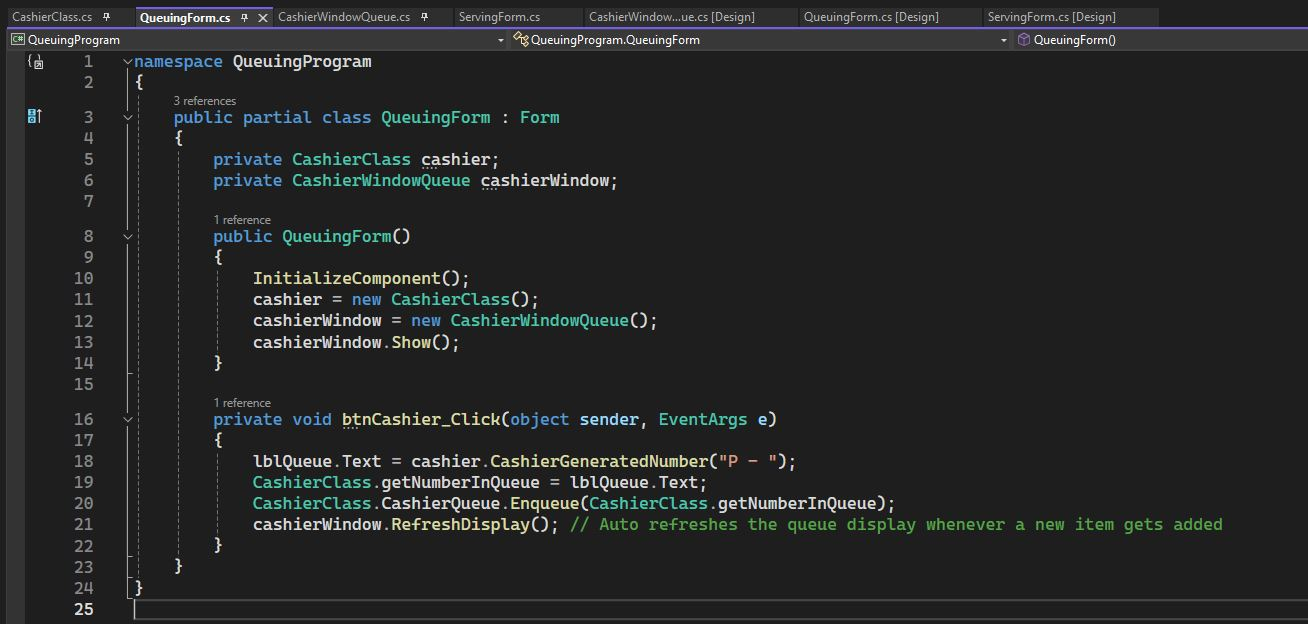 CashierClass.cs QueuingForm.cs CashierWindowQueue.cs ServingForm.cs CashierWindow...ue.cs [Design] QueuingForm.cs [Design] ServingForm.cs [Design]
C# QueuingProgram QueuingProgram.QueuingForm QueuingForm()
1 namespace QueuingProgram
2 {
3 references
3 public partial class QueuingForm : Form
4 {
5 private CashierClass cashier;
6 private CashierWindowQueue cashierWindow;
7
1 reference
8 public QueuingForm()
9 {
10 InitializeComponent();
11 cashier = new CashierClass();
12 cashierWindow = new CashierWindowQueue();
13 cashierWindow.Show();
14 }
15
1 reference
16 private void btnCashier_Click(object sender, EventArgs e)
17 {
18 lblQueue.Text = cashier.CashierGeneratedNumber("P - ");
19 CashierClass.getNumberInQueue = lblQueue.Text;
20 CashierClass.CashierQueue.Enqueue(CashierClass.getNumberInQueue);
21 cashierWindow.RefreshDisplay(); // Auto refreshes the queue display whenever a new item gets added
22 }
23 }
24 }
25